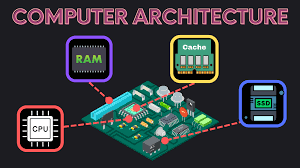 COMPUTER ARCHITECTURE
RAM
Cache
CPU
SSD